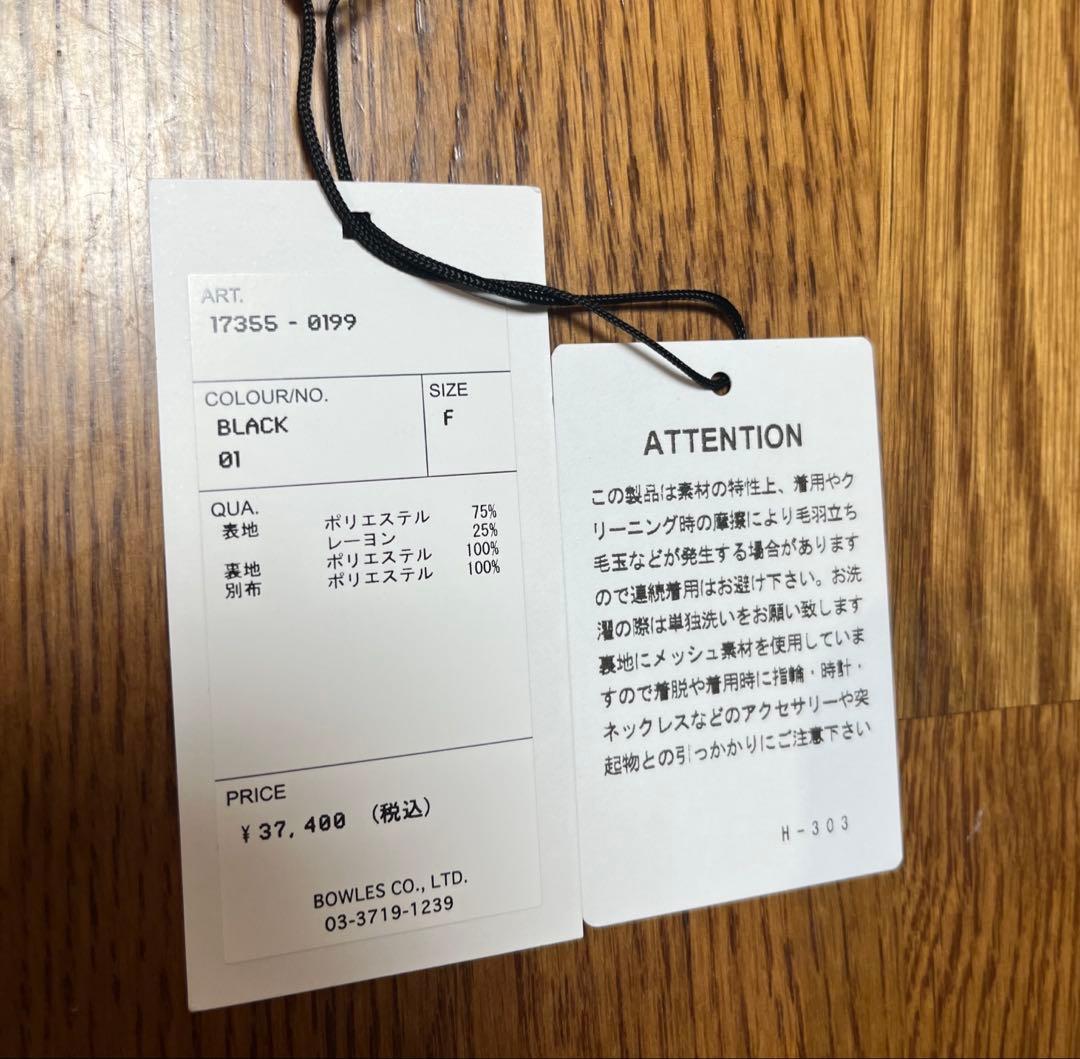 ART.
17355 - 0199
COLOUR/NO.
BLACK
01
SIZE
F
QUA.
表地 ポリエステル 75%
レーヨン 25%
裏地 ポリエステル 100%
別布 ポリエステル 100%
PRICE
¥37,400 (税込)
BOWLES CO., LTD.
03-3719-1239
ATTENTION
この製品は素材の特性上、着用やク
リーニング時の摩擦により毛羽立ち
毛玉などが発生する場合があります
ので連続着用はお避け下さい。お洗
濯の際は単独洗いをお願い致します
裏地にメッシュ素材を使用していま
すので着脱や着用時に指輪・時計・
ネックレスなどのアクセサリーや突
起物との引っかかりにご注意下さい
H-303